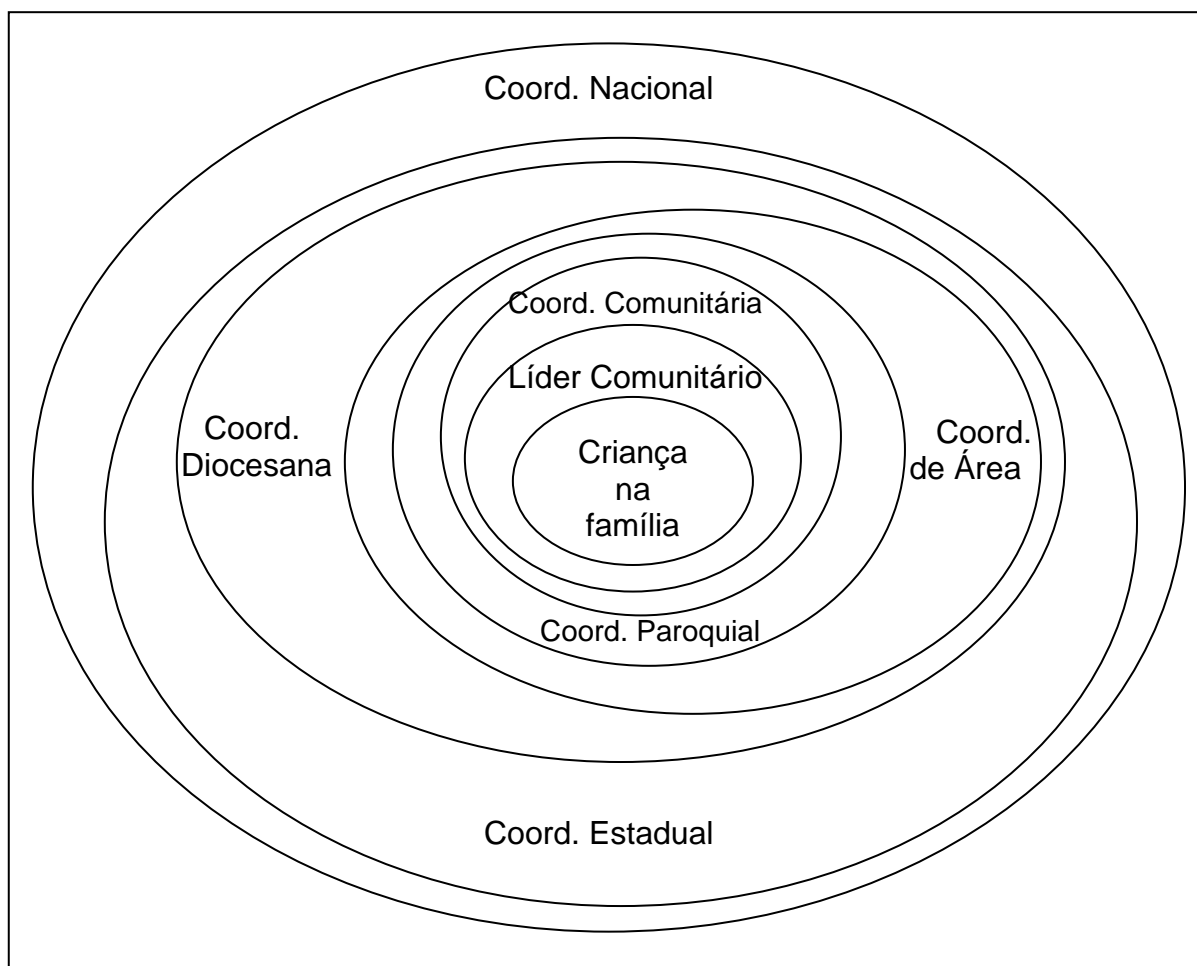 Coord. Nacional
Coord. Comunitária
Líder Comunitário
Coord.
Diocesana
Criança
na
família
Coord.
de Área
Coord. Paroquial
Coord. Estadual